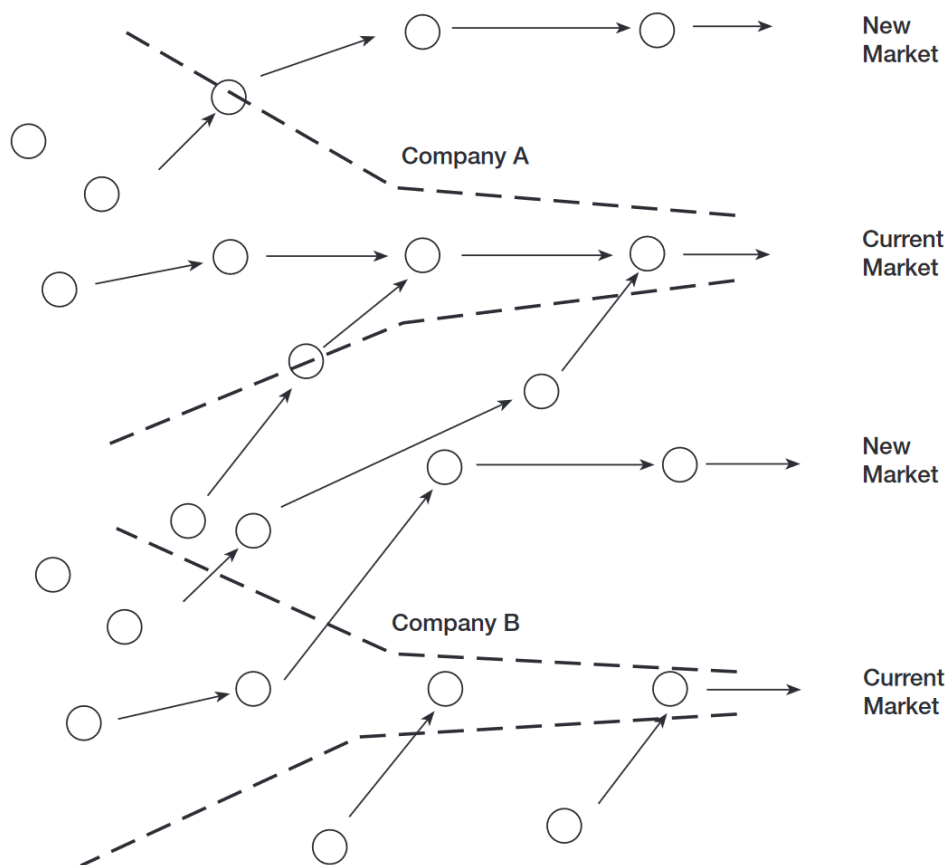 New
Market
Company A
Current
Market
New
Market
Company B
Current
Market